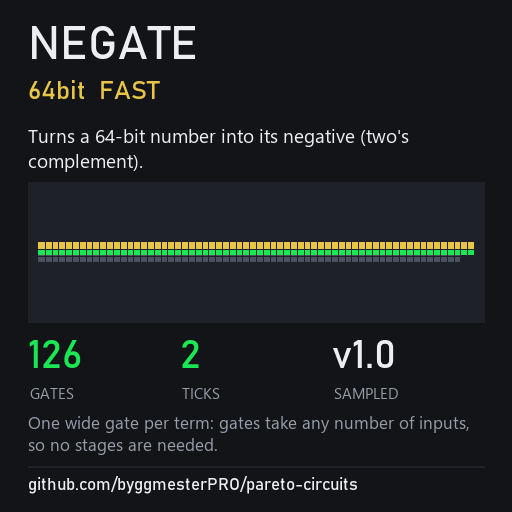 NEGATE
64bit FAST
Turns a 64-bit number into its negative (two's
complement).
126 2 v1.0
GATES TICKS SAMPLED
One wide gate per term: gates take any number of inputs,
so no stages are needed.
github.com/byggmesterPRO/pareto-circuits